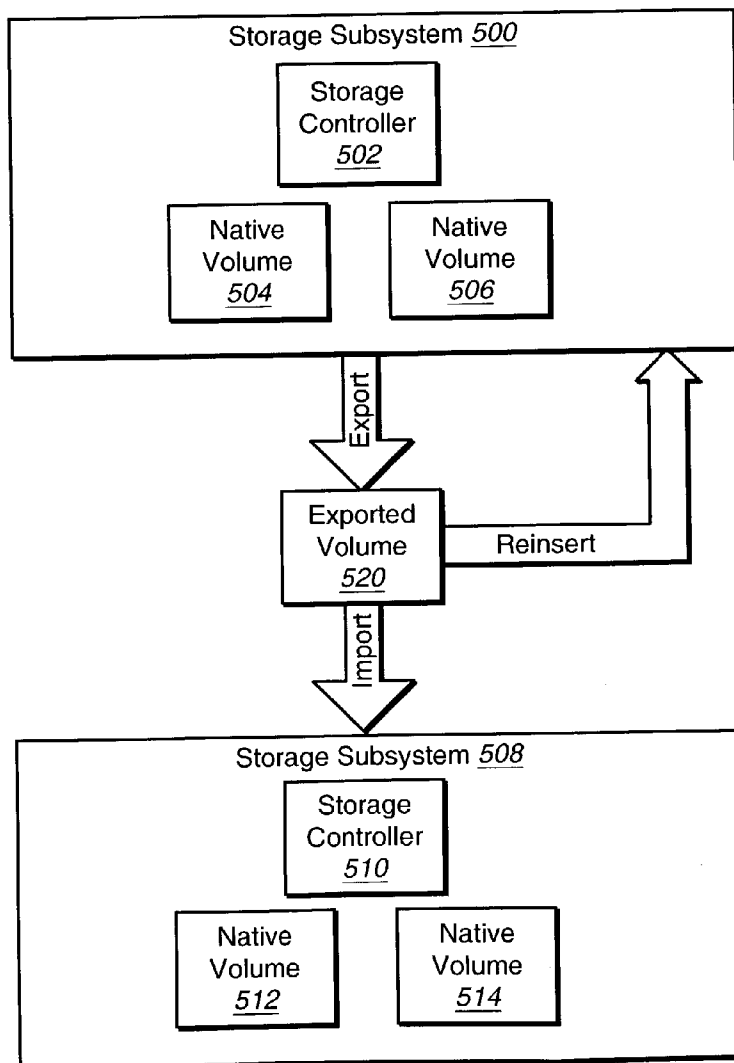 Storage Subsystem 500
Storage
Controller
502
Native
Volume
504
Native
Volume
506
Export
Exported
Volume
520
Reinsert
Import
Storage Subsystem 508
Storage
Controller
510
Native
Volume
512
Native
Volume
514